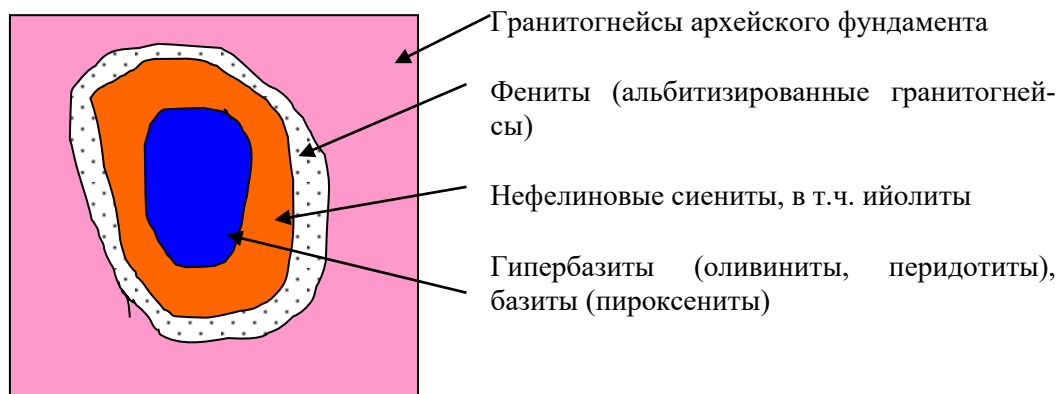 Гранитогнейсы архейского фундамента
Фениты (альбитизированные гранитогней-
сы)
Нефелиновые сиениты, в т.ч. ийолиты
Гипербазиты (оливиниты, перидотиты),
базиты (пироксениты)